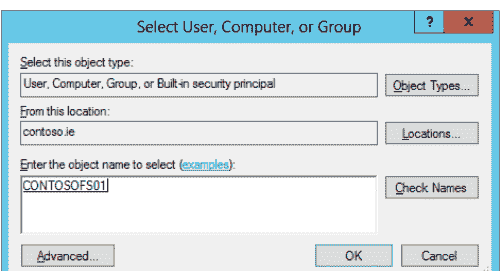 Select User, Computer, or Group
? x
Select this object type:
User, Computer, Group, or Built-in security principal
Object Types...
From this location:
contoso.ie
Locations...
Enter the object name to select (examples):
CONTOSOFS01
Check Names
Advanced...
OK
Cancel